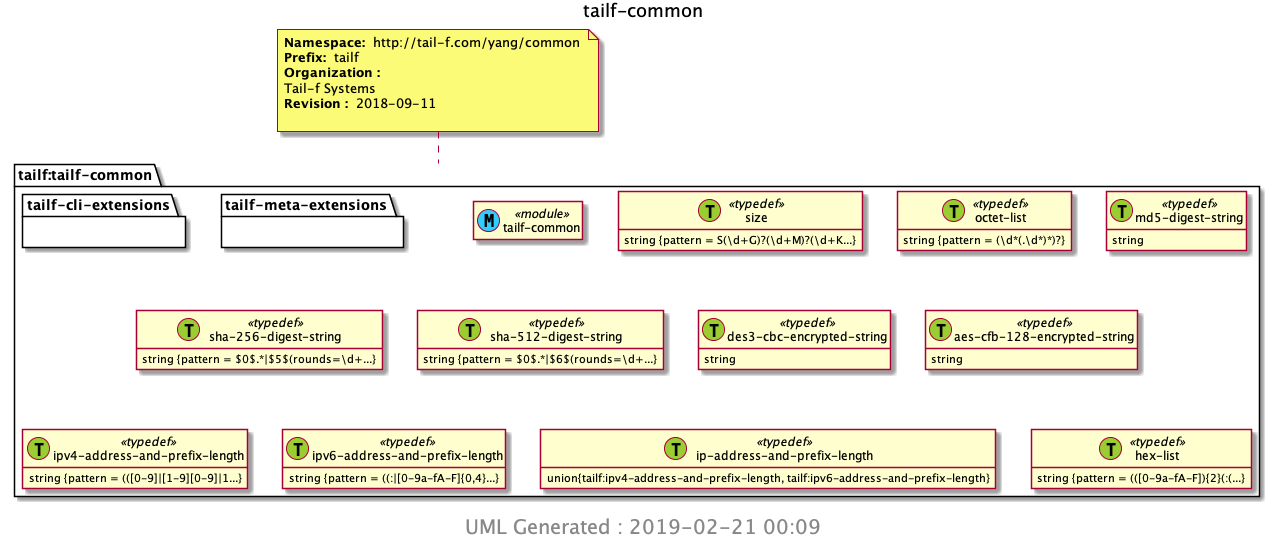 tailf-common
Namespace: http://tail-f.com/yang/common
Prefix: tailf
Organization :
Tail-f Systems
Revision : 2018-09-11
tailf:tailf-common
tailf-cli-extensions
tailf-meta-extensions
M
«module»
tailf-common
T
«typedef»
size
string {pattern = S(\d+G)?(\d+M)?(\d+K...}
T
«typedef»
octet-list
string {pattern = (\d*(.\d*)*)?}
T
«typedef»
md5-digest-string
string
T
«typedef»
sha-256-digest-string
string {pattern = $0$.*|$5$(rounds=\d+...}
T
«typedef»
sha-512-digest-string
string {pattern = $0$.*|$6$(rounds=\d+...}
T
«typedef»
des3-cbc-encrypted-string
string
T
«typedef»
aes-cfb-128-encrypted-string
string
T
«typedef»
ipv4-address-and-prefix-length
string {pattern = (([0-9]|[1-9][0-9]|1...}
T
«typedef»
ipv6-address-and-prefix-length
string {pattern = ((:|[0-9a-fA-F]{0,4}...}
T
«typedef»
ip-address-and-prefix-length
union{tailf:ipv4-address-and-prefix-length, tailf:ipv6-address-and-prefix-length}
T
«typedef»
hex-list
string {pattern = (([0-9a-fA-F]){2}(:(...}
UML Generated : 2019-02-21 00:09